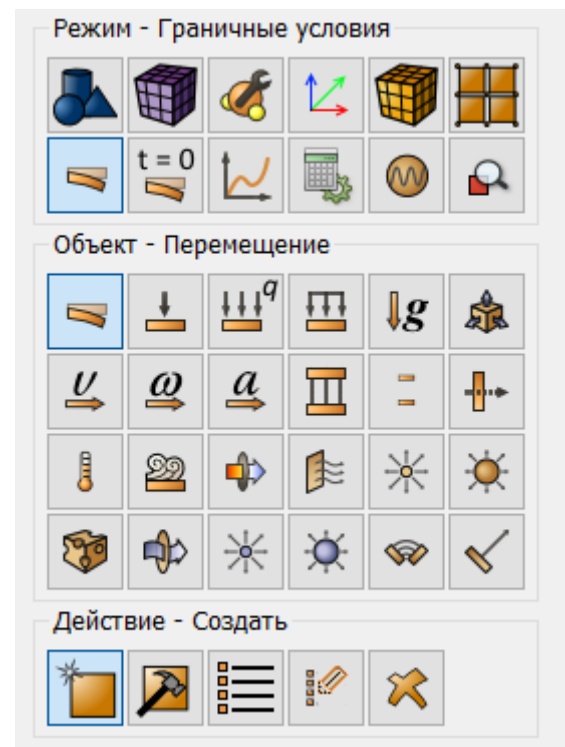 Режим - Граничные условия
t = 0
Объект - Перемещение
q
g
υ ω a
Действие - Создать